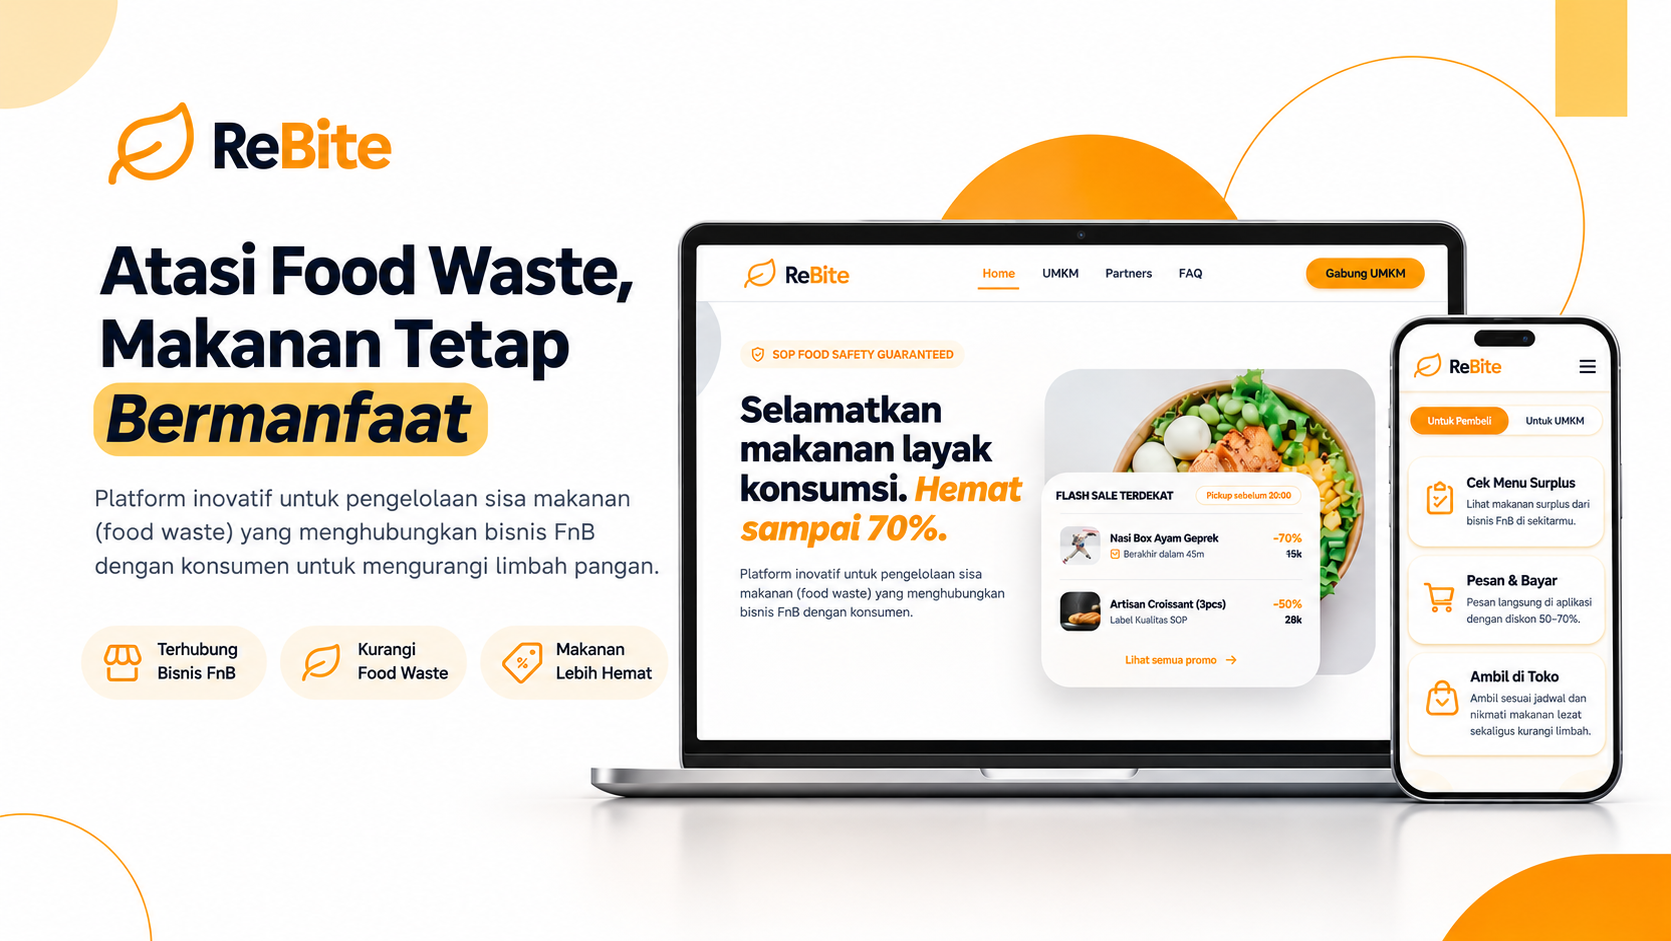 ReBite
Atasi Food Waste,
Makanan Tetap
Bermanfaat
Platform inovatif untuk pengelolaan sisa makanan
(food waste) yang menghubungkan bisnis FnB
dengan konsumen untuk mengurangi limbah pangan.
Terhubung
Bisnis FnB
Kurangi
Food Waste
Makanan
Lebih Hemat
ReBite
Home UMKM Partners FAQ
Gabung UMKM
SOP FOOD SAFETY GUARANTEED
Selamatkan
makanan layak
konsumsi. Hemat
sampai 70%.
Platform inovatif untuk pengelolaan sisa
makanan (food waste) yang menghubungkan
bisnis FnB dengan konsumen.
FLASH SALE TERDEKAT
Pickup sebelum 20:00
Nasi Box Ayam Geprek -70%
Berakhir dalam 45m 15k
Artisan Croissant (3pcs) -50%
Label Kualitas SOP 28k
Lihat semua promo →
ReBite
Untuk Pembeli Untuk UMKM
Cek Menu Surplus
Lihat makanan surplus dari
bisnis FnB di sekitarmu.
Pesan & Bayar
Pesan langsung di aplikasi
dengan diskon 50-70%.
Ambil di Toko
Ambil sesuai jadwal dan
nikmati makanan lezat
sekaligus kurangi limbah.